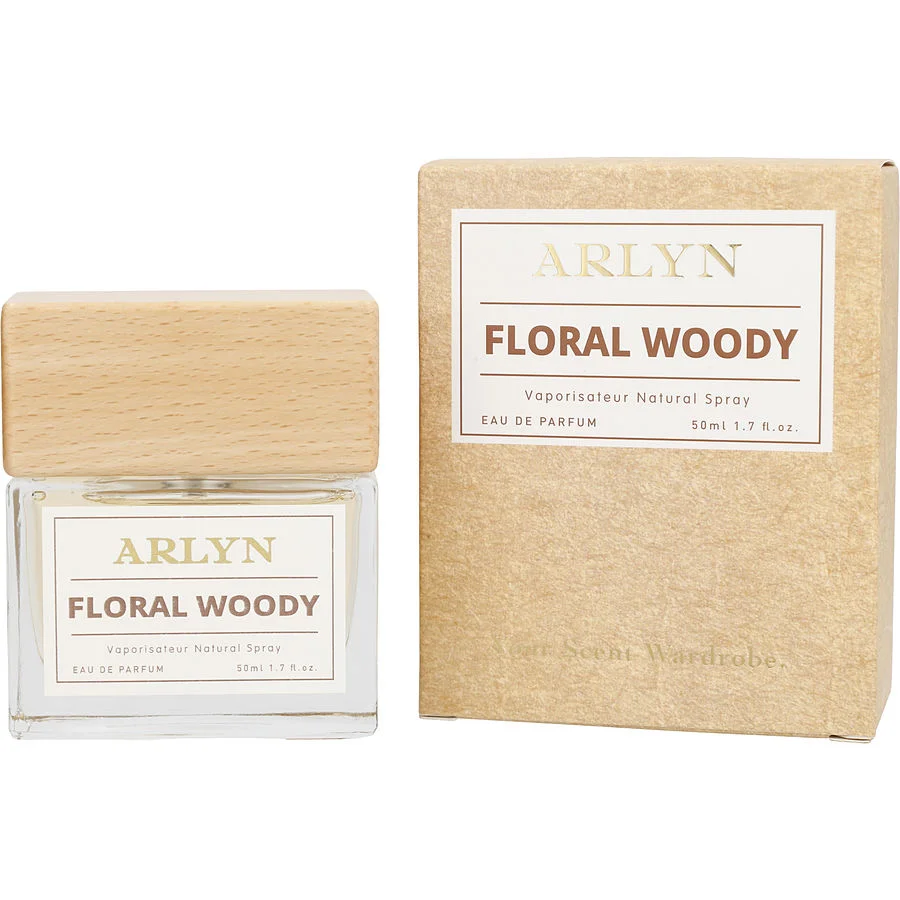 ARLYN
FLORAL WOODY
Vaporisateur Natural Spray
EAU DE PARFUM 50ml 1.7 fl.oz.
Your Scent Wardrobe.
ARLYN
FLORAL WOODY
Vaporisateur Natural Spray
EAU DE PARFUM 50ml 1.7 fl.oz.